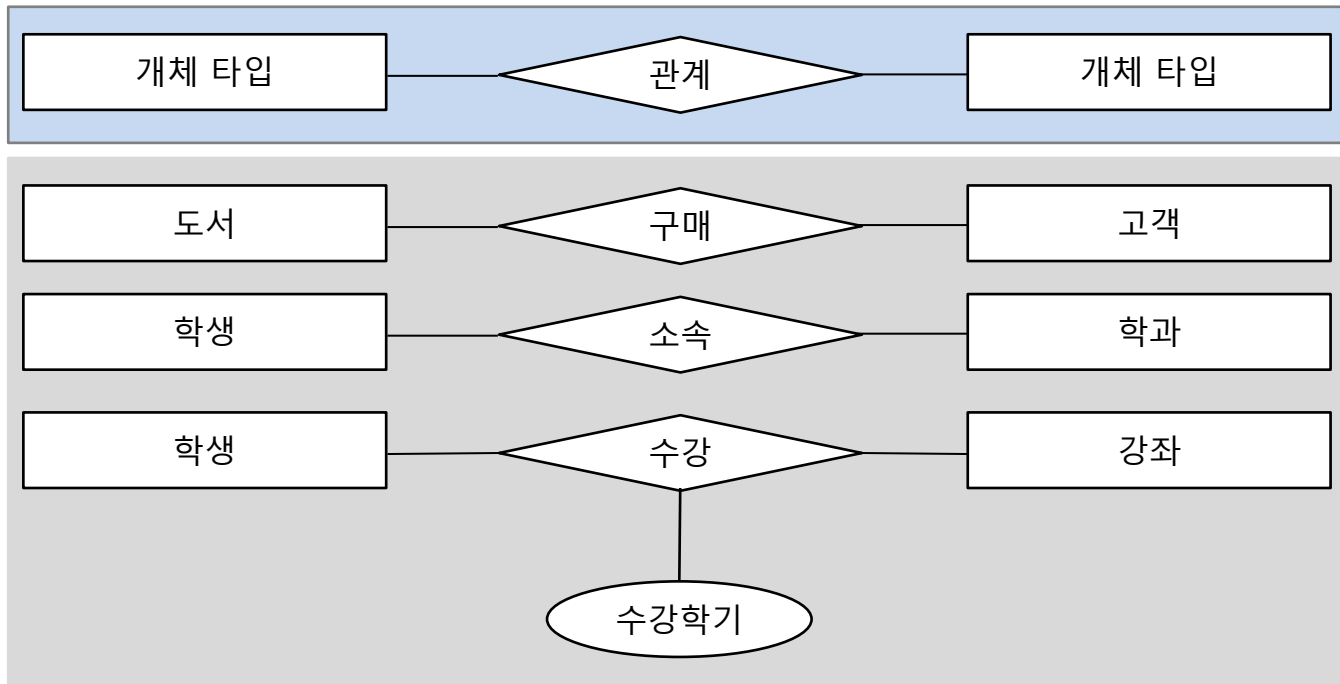 개체 타입 관계 개체 타입
도서 구매 고객
학생 소속 학과
학생 수강 강좌
수강학기